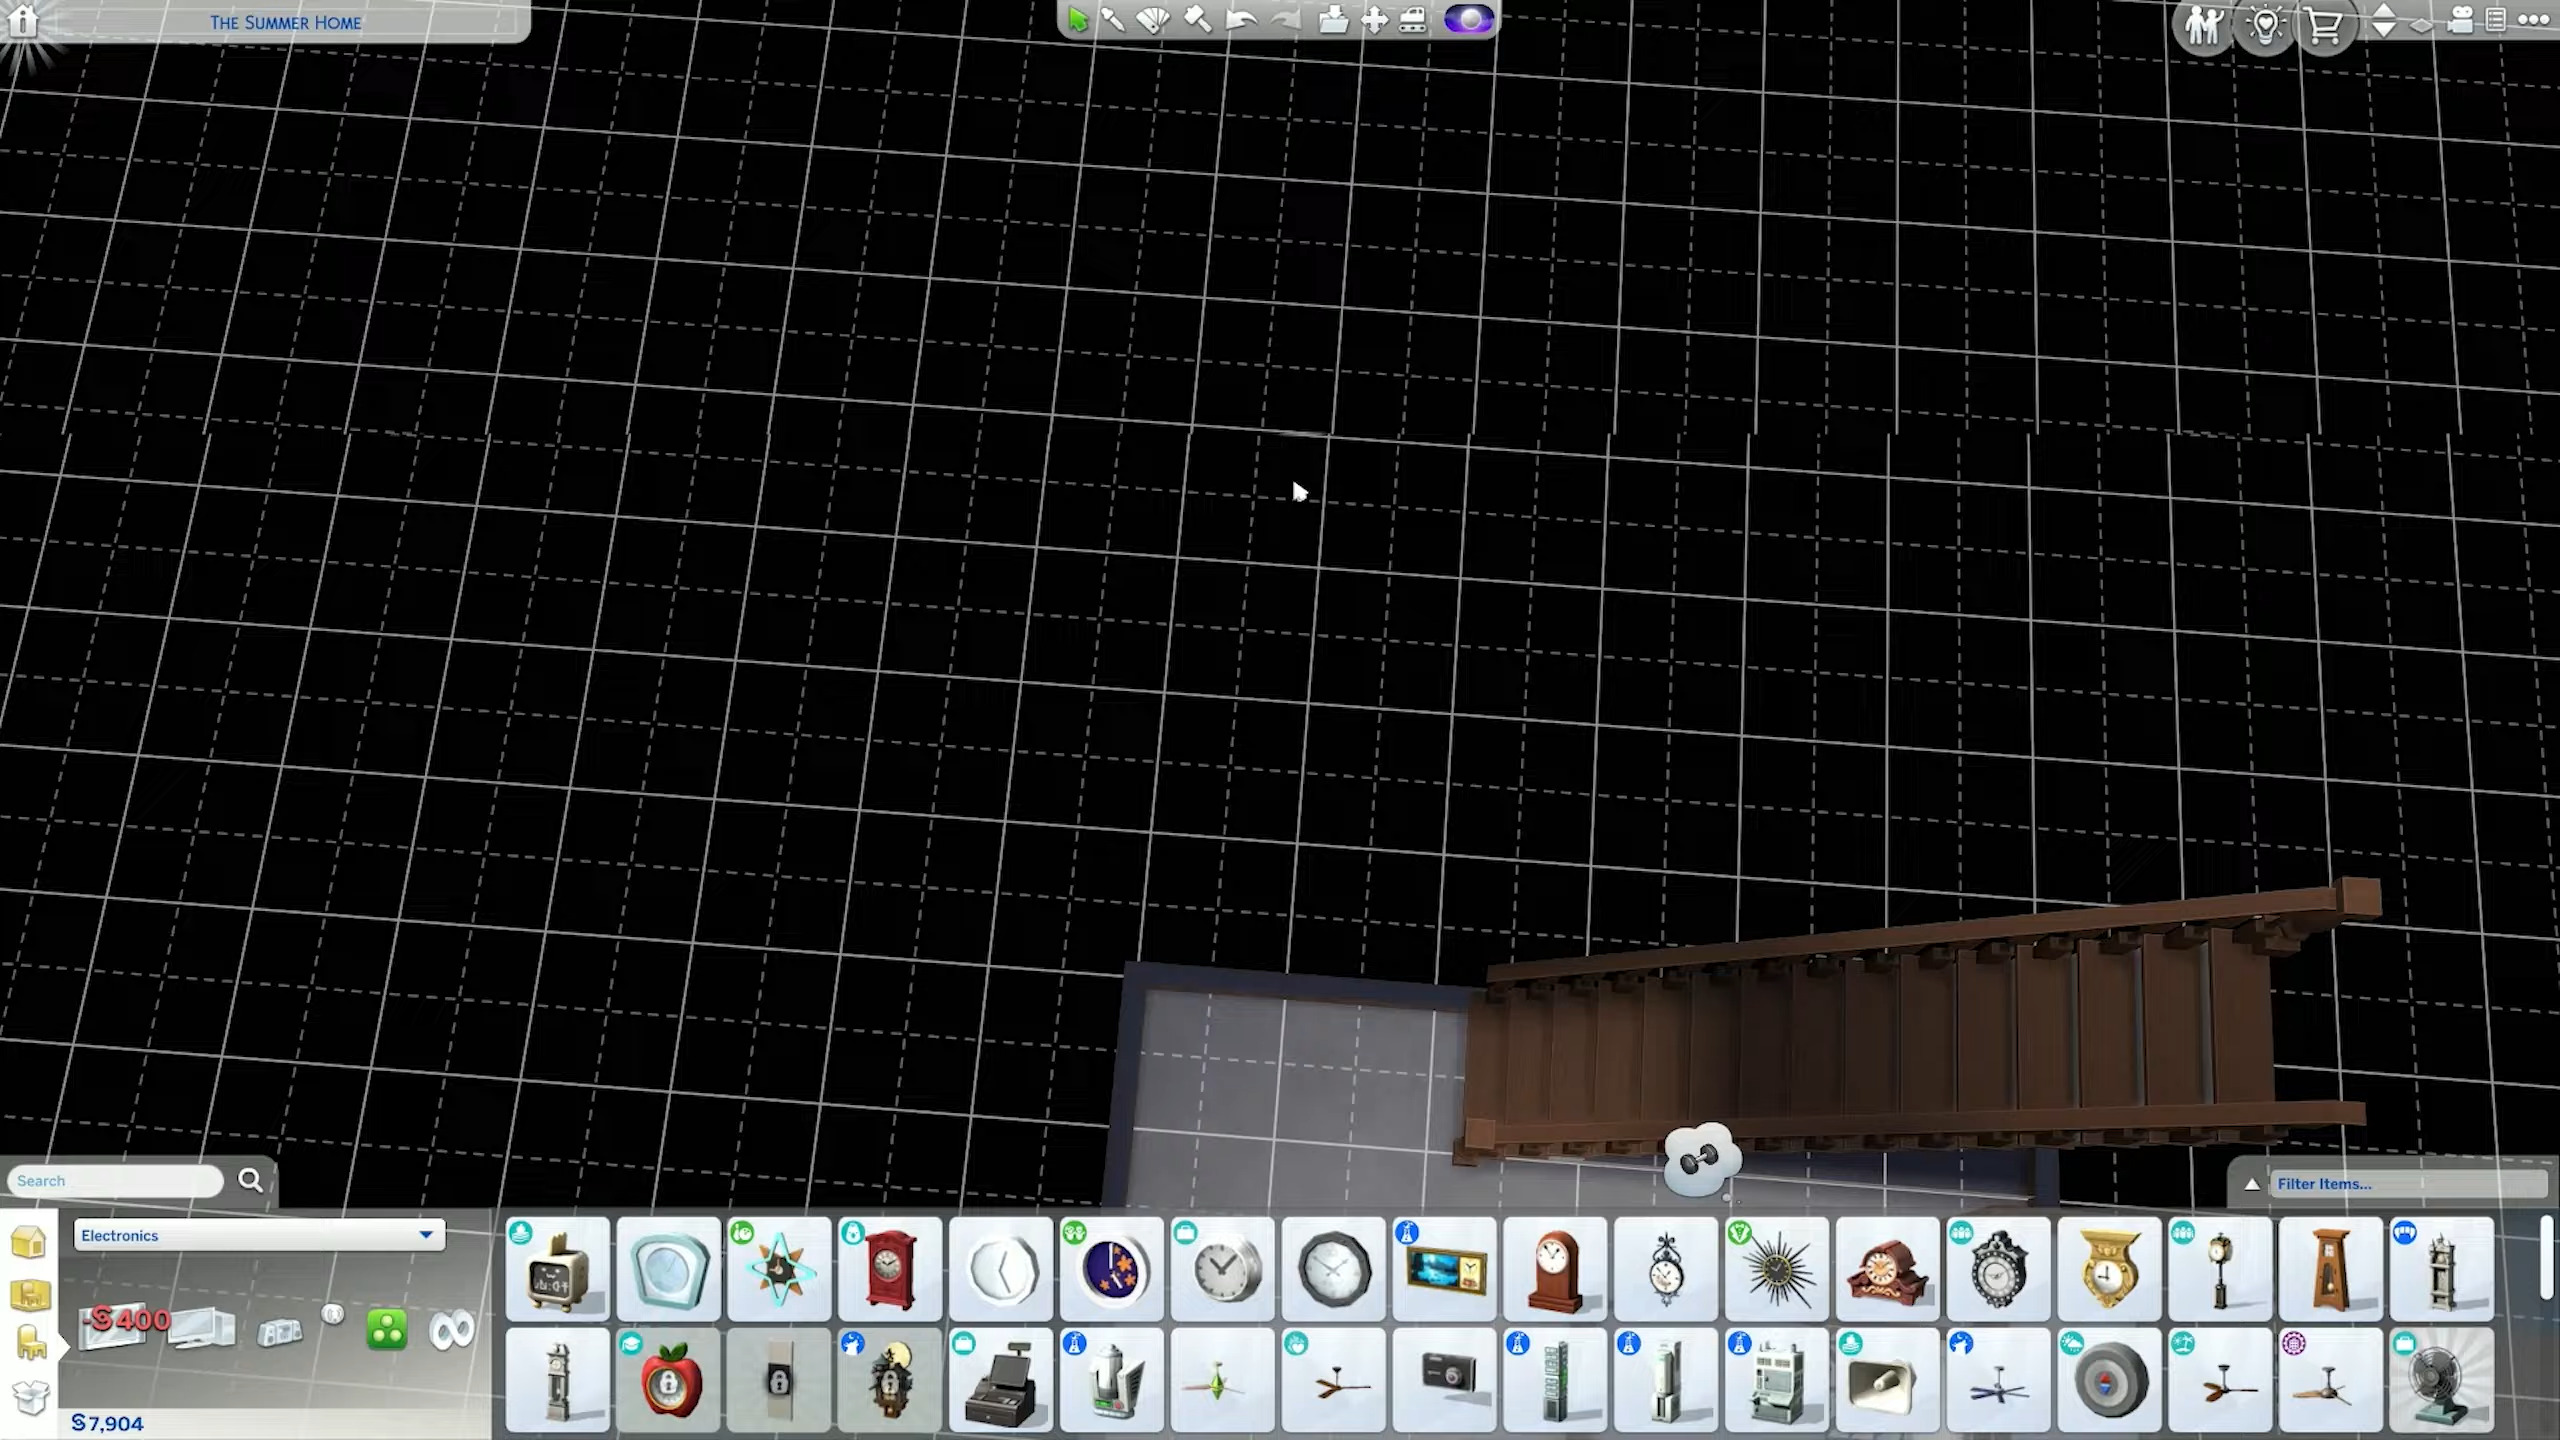 THE SUMMER HOME
Search
Filter Items...
Electronics
-§400
§7,904